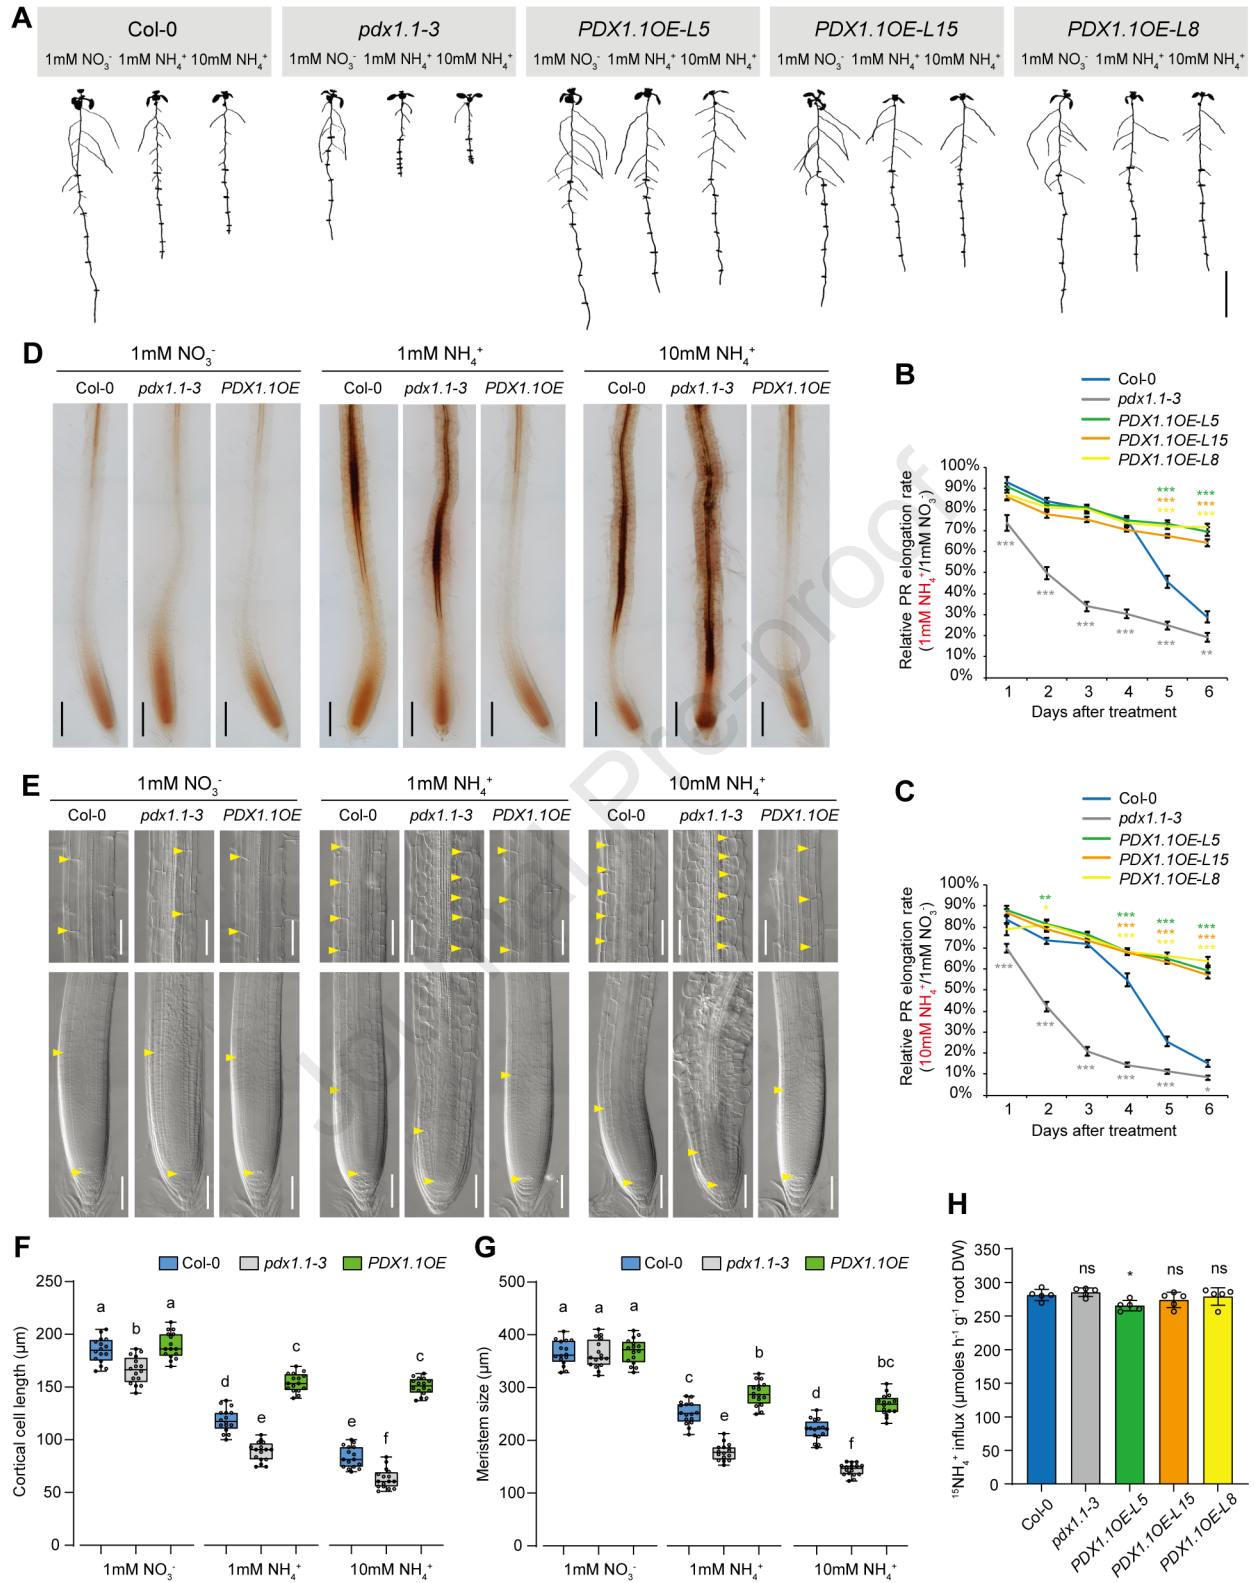 A
Col-0
pdx1.1-3
PDX1.1OE-L5
PDX1.1OE-L15
PDX1.1OE-L8
1mM NO₃⁻ 1mM NH₄⁺ 10mM NH₄⁺
1mM NO₃⁻ 1mM NH₄⁺ 10mM NH₄⁺
1mM NO₃⁻ 1mM NH₄⁺ 10mM NH₄⁺
1mM NO₃⁻ 1mM NH₄⁺ 10mM NH₄⁺
1mM NO₃⁻ 1mM NH₄⁺ 10mM NH₄⁺
D
1mM NO₃⁻
1mM NH₄⁺
10mM NH₄⁺
Col-0 pdx1.1-3 PDX1.1OE
Col-0 pdx1.1-3 PDX1.1OE
Col-0 pdx1.1-3 PDX1.1OE
B
Col-0
pdx1.1-3
PDX1.1OE-L5
PDX1.1OE-L15
PDX1.1OE-L8
Relative PR elongation rate
(1mM NH₄⁺/1mM NO₃⁻)
100%
90%
80%
70%
60%
50%
40%
30%
20%
10%
0%
*** *** *** *** *** **
*** ***
*** ***
*** ***
1 2 3 4 5 6
Days after treatment
E
1mM NO₃⁻
1mM NH₄⁺
10mM NH₄⁺
Col-0 pdx1.1-3 PDX1.1OE
Col-0 pdx1.1-3 PDX1.1OE
Col-0 pdx1.1-3 PDX1.1OE
C
Col-0
pdx1.1-3
PDX1.1OE-L5
PDX1.1OE-L15
PDX1.1OE-L8
Relative PR elongation rate
(10mM NH₄⁺/1mM NO₃⁻)
100%
90%
80%
70%
60%
50%
40%
30%
20%
10%
0%
** *** *** ***
*** *** ***
* *** *** ***
*** *** *** *** *** *
1 2 3 4 5 6
Days after treatment
Journal Pre-proof
F
Col-0 pdx1.1-3 PDX1.1OE
Cortical cell length (μm)
250
200
150
100
50
0
a b a d e c e f c
1mM NO₃⁻ 1mM NH₄⁺ 10mM NH₄⁺
G
Col-0 pdx1.1-3 PDX1.1OE
Meristem size (μm)
500
400
300
200
100
0
a a a c e b d f bc
1mM NO₃⁻ 1mM NH₄⁺ 10mM NH₄⁺
H
¹⁵NH₄⁺ influx (μmoles h⁻¹ g⁻¹ root DW)
350
300
250
200
150
100
50
0
ns * ns ns
Col-0
pdx1.1-3
PDX1.1OE-L5
PDX1.1OE-L15
PDX1.1OE-L8